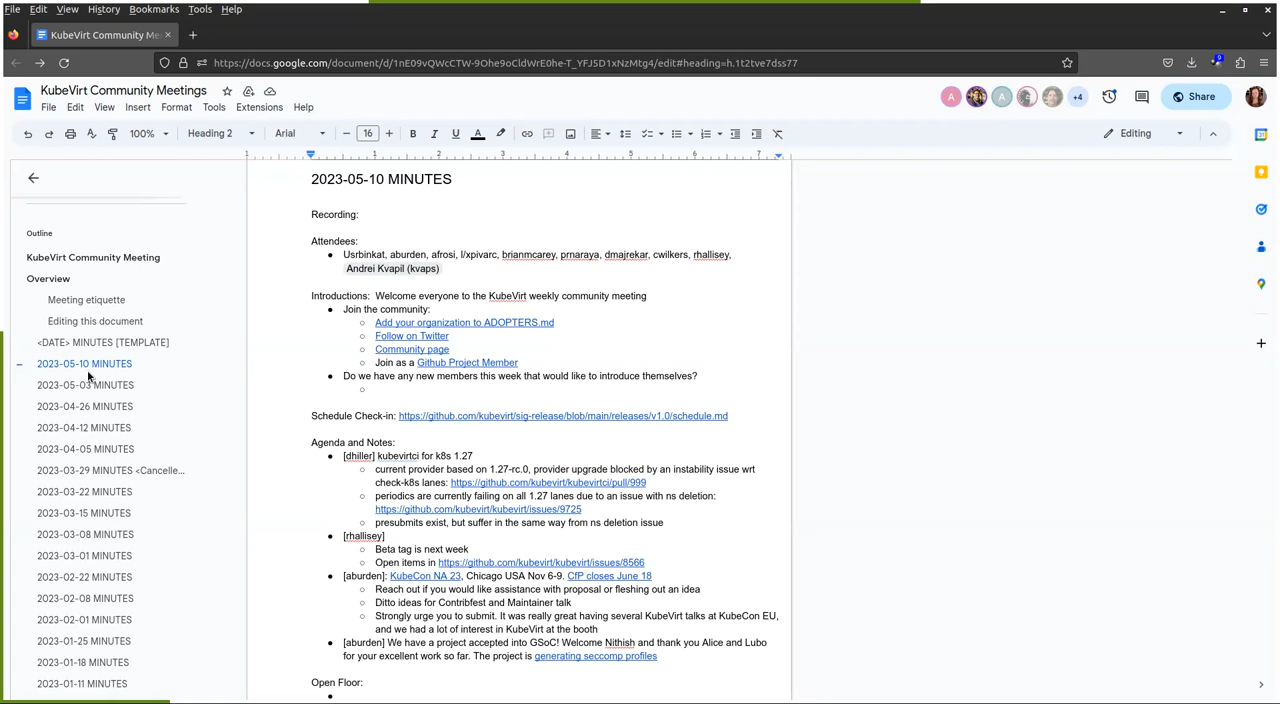 File Edit View History Bookmarks Tools Help
KubeVirt Community Me
https://docs.google.com/document/d/1nE09vQWcCTW-9Ohe9oCldWrE0he-T_YFJ5D1xNzMtg4/edit#heading=h.1t2tve7dss77
KubeVirt Community Meetings
File Edit View Insert Format Tools Extensions Help
A A +4 Share
100% Heading 2 Arial 16 B I U A Editing
1 1 2 3 4 5 6 7
Outline
KubeVirt Community Meeting
Overview
Meeting etiquette
Editing this document
<DATE> MINUTES [TEMPLATE]
2023-05-10 MINUTES
2023-05-03 MINUTES
2023-04-26 MINUTES
2023-04-12 MINUTES
2023-04-05 MINUTES
2023-03-29 MINUTES <Cancelle...
2023-03-22 MINUTES
2023-03-15 MINUTES
2023-03-08 MINUTES
2023-03-01 MINUTES
2023-02-22 MINUTES
2023-02-08 MINUTES
2023-02-01 MINUTES
2023-01-25 MINUTES
2023-01-18 MINUTES
2023-01-11 MINUTES
2023-05-10 MINUTES
Recording:
Attendees:
● Usrbinkat, aburden, afrosi, l/xpivarc, brianmcarey, prnaraya, dmajrekar, cwilkers, rhallisey,
Andrei Kvapil (kvaps)
Introductions: Welcome everyone to the KubeVirt weekly community meeting
● Join the community:
○ Add your organization to ADOPTERS.md
○ Follow on Twitter
○ Community page
○ Join as a Github Project Member
● Do we have any new members this week that would like to introduce themselves?
○
Schedule Check-in: https://github.com/kubevirt/sig-release/blob/main/releases/v1.0/schedule.md
Agenda and Notes:
● [dhiller] kubevirtci for k8s 1.27
○ current provider based on 1.27-rc.0, provider upgrade blocked by an instability issue wrt
check-k8s lanes: https://github.com/kubevirt/kubevirtci/pull/999
○ periodics are currently failing on all 1.27 lanes due to an issue with ns deletion:
https://github.com/kubevirt/kubevirt/issues/9725
○ presubmits exist, but suffer in the same way from ns deletion issue
● [rhallisey]
○ Beta tag is next week
○ Open items in https://github.com/kubevirt/kubevirt/issues/8566
● [aburden]: KubeCon NA 23, Chicago USA Nov 6-9. CfP closes June 18
○ Reach out if you would like assistance with proposal or fleshing out an idea
○ Ditto ideas for Contribfest and Maintainer talk
○ Strongly urge you to submit. It was really great having several KubeVirt talks at KubeCon EU,
and we had a lot of interest in KubeVirt at the booth
● [aburden] We have a project accepted into GSoC! Welcome Nithish and thank you Alice and Lubo
for your excellent work so far. The project is generating seccomp profiles
Open Floor:
●